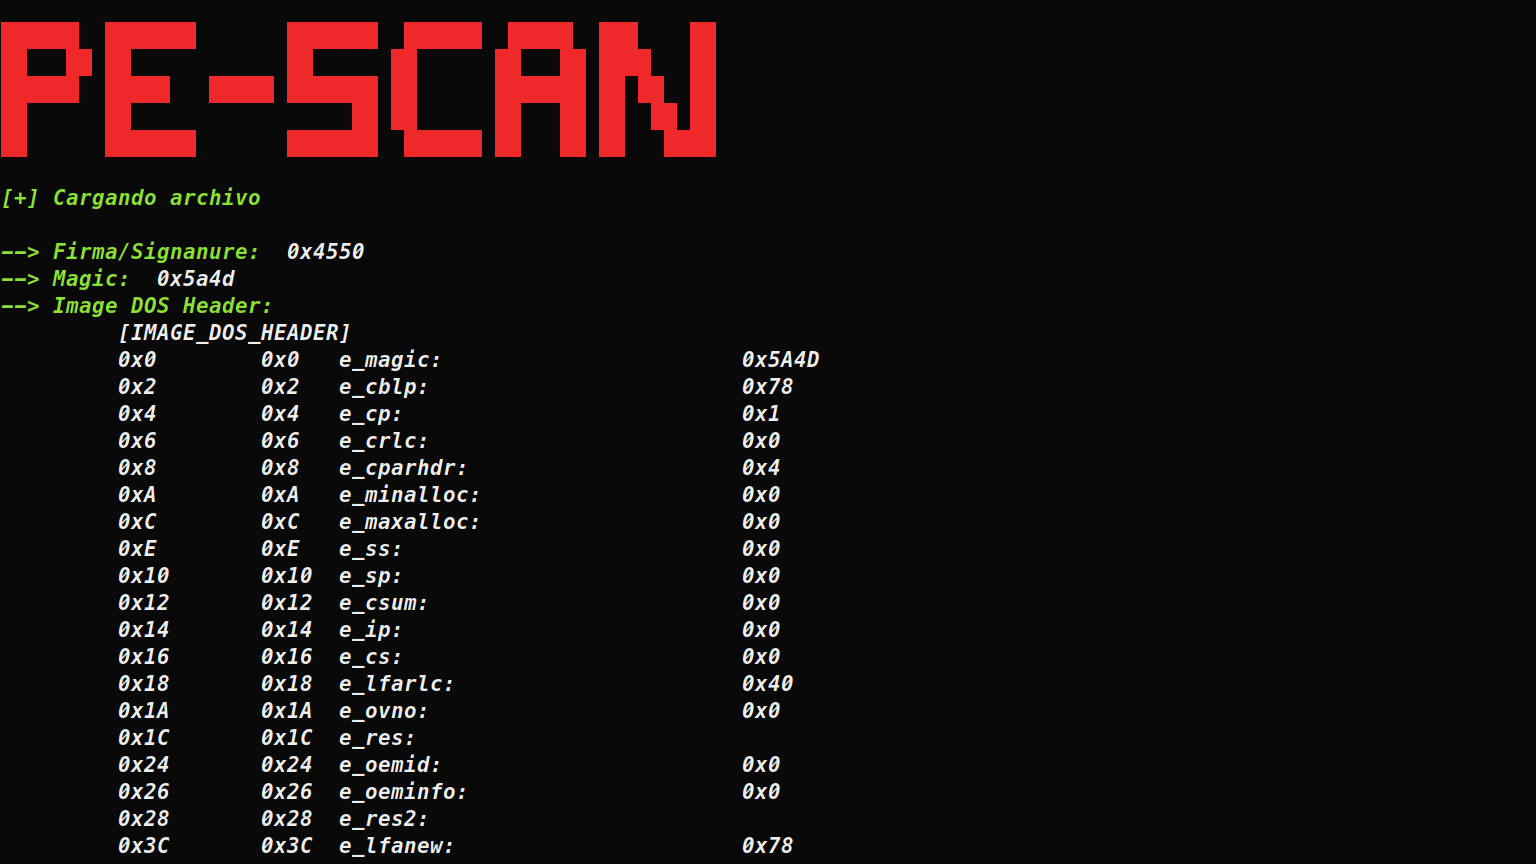 PE-SCAN
[+] Cargando archivo
--> Firma/Signanure: 0x4550
--> Magic: 0x5a4d
--> Image DOS Header:
[IMAGE_DOS_HEADER]
0x0 0x0 e_magic: 0x5A4D
0x2 0x2 e_cblp: 0x78
0x4 0x4 e_cp: 0x1
0x6 0x6 e_crlc: 0x0
0x8 0x8 e_cparhdr: 0x4
0xA 0xA e_minalloc: 0x0
0xC 0xC e_maxalloc: 0x0
0xE 0xE e_ss: 0x0
0x10 0x10 e_sp: 0x0
0x12 0x12 e_csum: 0x0
0x14 0x14 e_ip: 0x0
0x16 0x16 e_cs: 0x0
0x18 0x18 e_lfarlc: 0x40
0x1A 0x1A e_ovno: 0x0
0x1C 0x1C e_res:
0x24 0x24 e_oemid: 0x0
0x26 0x26 e_oeminfo: 0x0
0x28 0x28 e_res2:
0x3C 0x3C e_lfanew: 0x78